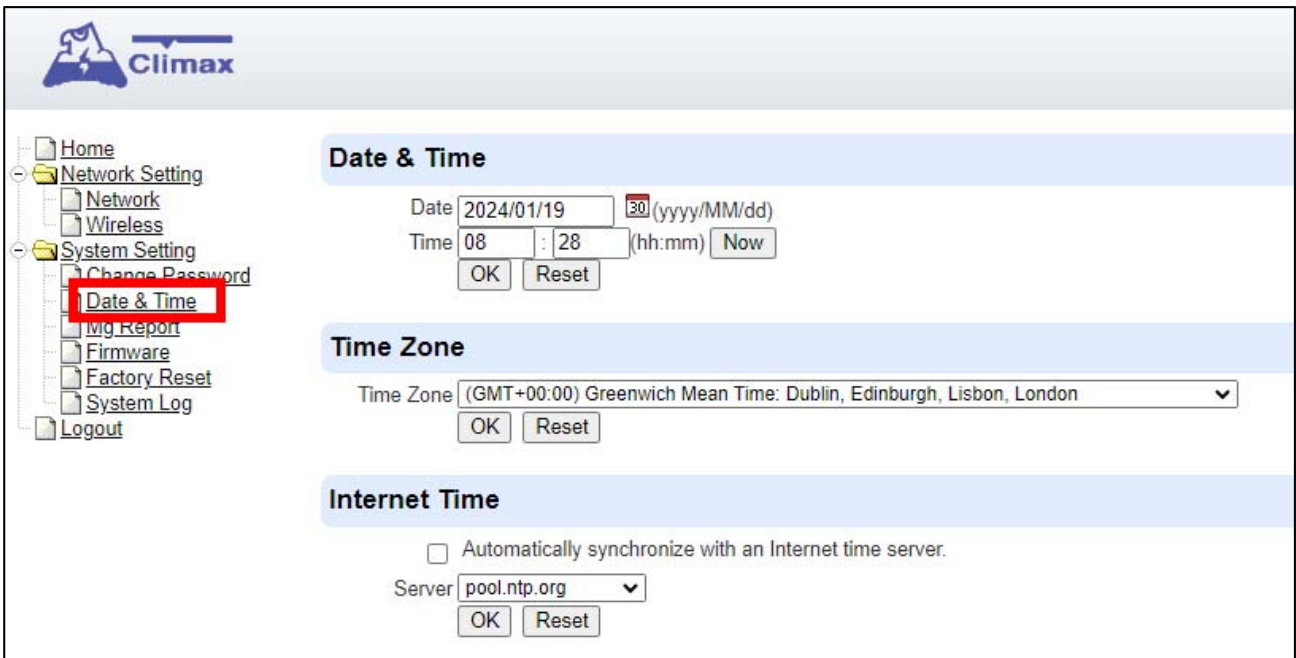 Climax
Home
Network Setting
Network
Wireless
System Setting
Change Password
Date & Time
Mg Report
Firmware
Factory Reset
System Log
Logout
Date & Time
Date 2024/01/19 30 (yyyy/MM/dd)
Time 08 : 28 (hh:mm) Now
OK Reset
Time Zone
Time Zone (GMT+00:00) Greenwich Mean Time: Dublin, Edinburgh, Lisbon, London
OK Reset
Internet Time
Automatically synchronize with an Internet time server.
Server pool.ntp.org
OK Reset